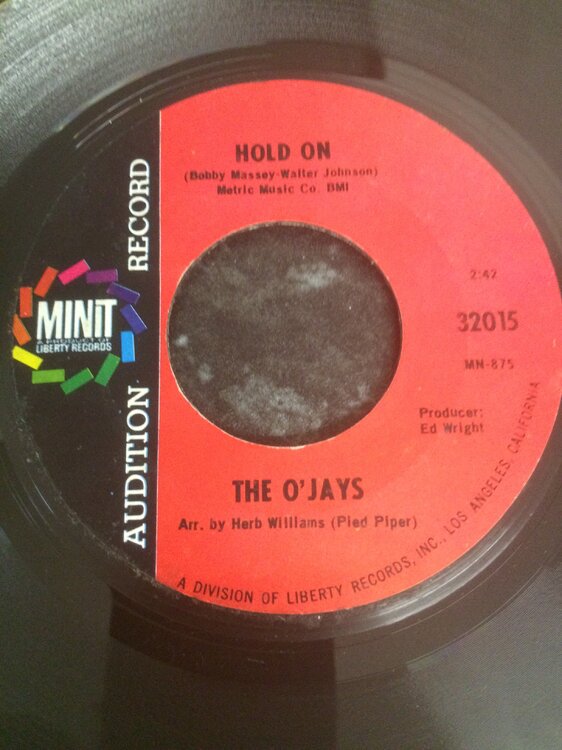 HOLD ON
(Bobby Massey-Walter Johnson)
Metric Music Co. BMI
AUDITION RECORD
MINIT
A PRODUCT OF
LIBERTY RECORDS
2:42
32015
MN-875
Producer:
Ed Wright
THE O'JAYS
Arr. by Herb Williams (Pied Piper)
A DIVISION OF LIBERTY RECORDS, INC., LOS ANGELES, CALIFORNIA